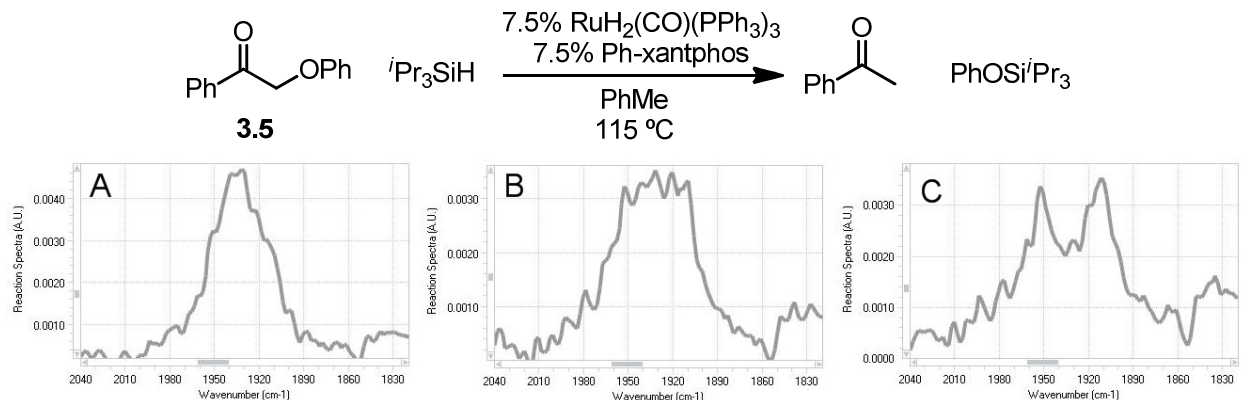 7.5% RuH2(CO)(PPh3)3
7.5% Ph-xantphos
PhMe
115 ºC
O
Ph
OPh
3.5
iPr3SiH
O
Ph
PhOSiiPr3
A
Reaction Spectra (A.U.)
0.0040
0.0030
0.0020
0.0010
2040 2010 1980 1950 1920 1890 1860 1830
Wavenumber (cm-1)
B
Reaction Spectra (A.U.)
0.0030
0.0020
0.0010
2040 2010 1980 1950 1920 1890 1860 1830
Wavenumber (cm-1)
C
Reaction Spectra (A.U.)
0.0030
0.0020
0.0010
0.0000
2040 2010 1980 1950 1920 1890 1860 1830
Wavenumber (cm-1)